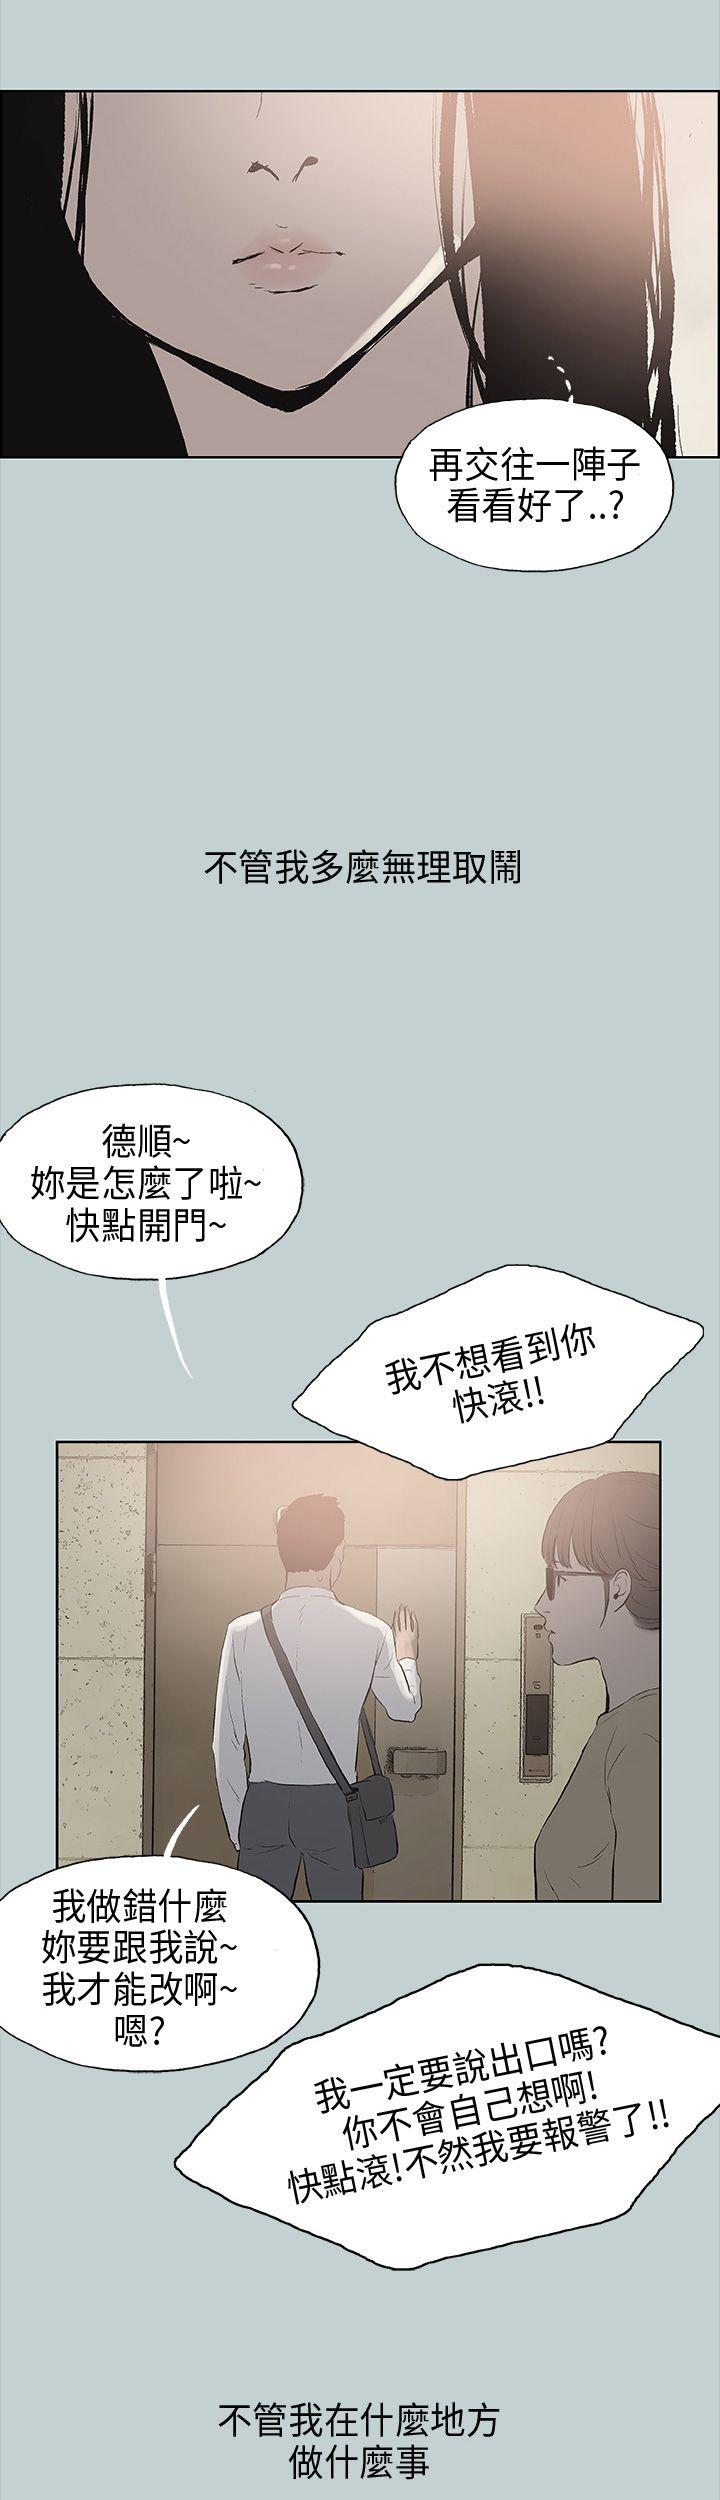 再交往一陣子
看看好了..?
不管我多麼無理取鬧
德順~
妳是怎麼了啦~
快點開門~
我不想看到你
快滾!!
我做錯什麼
妳要跟我說~
我才能改啊~
嗯?
我一定要說出口嗎?
你不會自己想啊!
快點滾!不然我要報警了!!
不管我在什麼地方
做什麼事